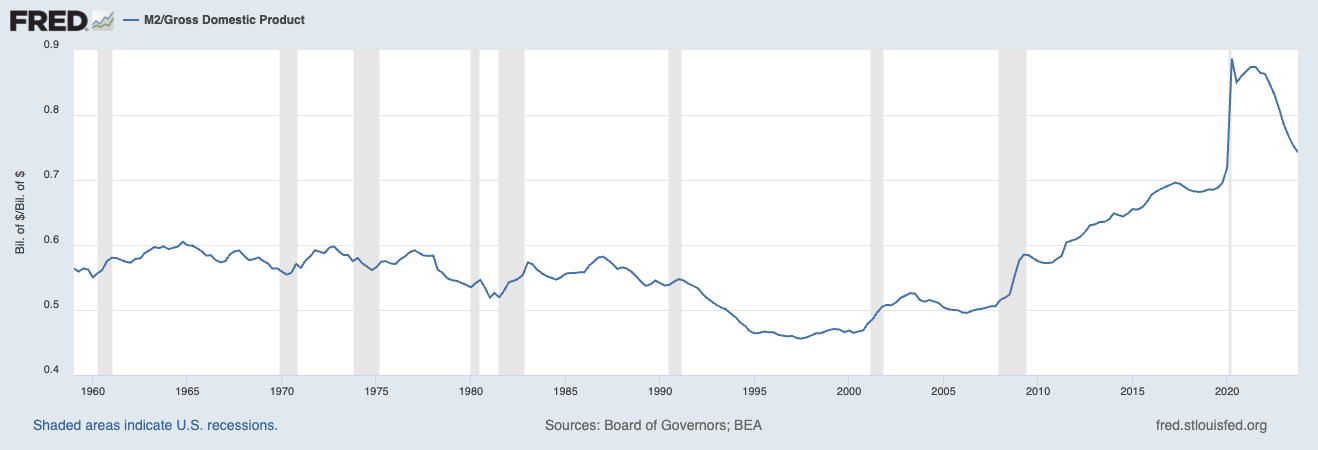 FRED
M2/Gross Domestic Product
Bil. of $/Bil. of $
0.9
0.8
0.7
0.6
0.5
0.4
1960 1965 1970 1975 1980 1985 1990 1995 2000 2005 2010 2015 2020
Shaded areas indicate U.S. recessions. Sources: Board of Governors; BEA fred.stlouisfed.org